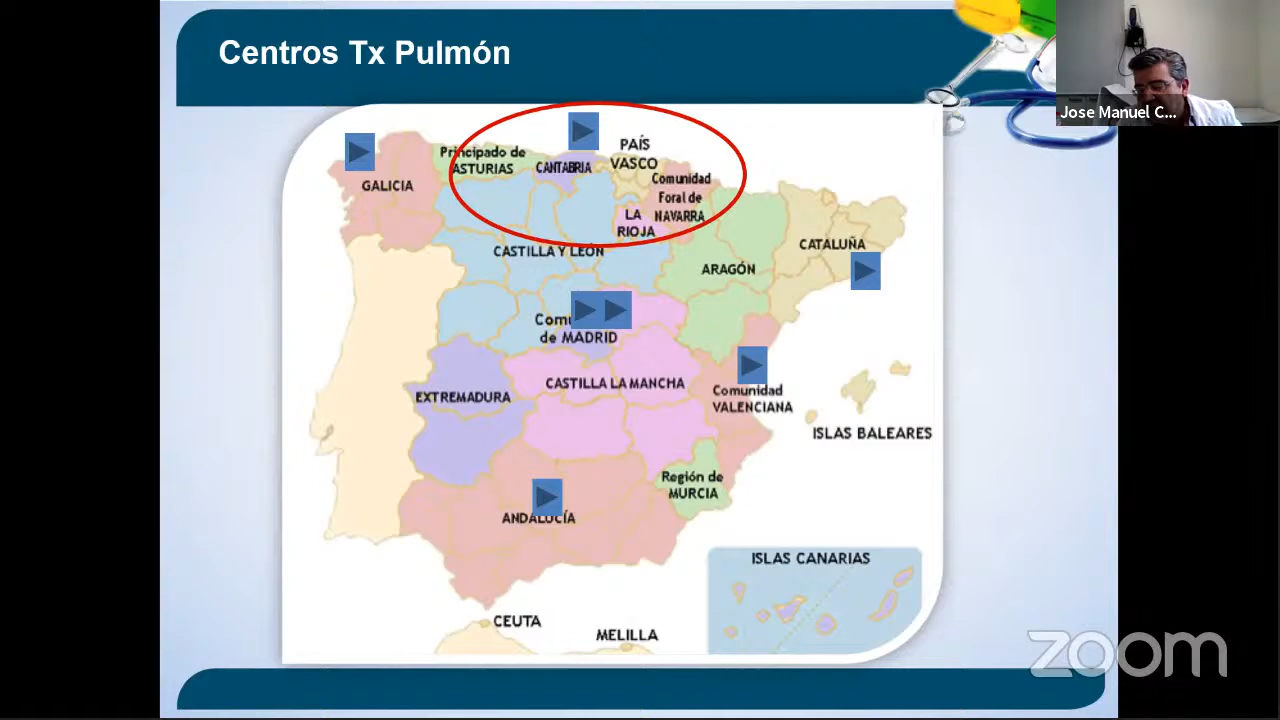 Centros Tx Pulmón
Jose Manuel C...
Principado de
ASTURIAS
CANTABRIA
PAÍS
VASCO
GALICIA
Comunidad
Foral de
NAVARRA
LA
RIOJA
CATALUÑA
CASTILLA Y LEÓN
ARAGÓN
Comu
de MADRID
CASTILLA LA MANCHA
EXTREMADURA
Comunidad
VALENCIANA
ISLAS BALEARES
Región de
MURCIA
ANDALUCÍA
ISLAS CANARIAS
CEUTA
MELILLA
zoom